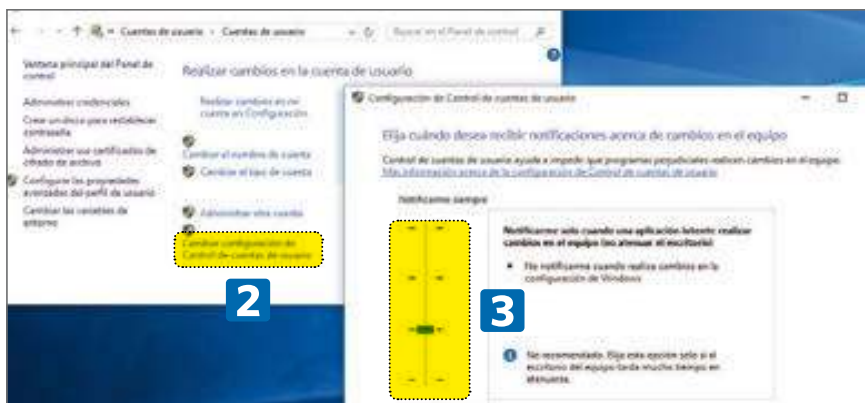 Cuentas de usuario › Cuentas de usuario
Buscar en el Panel de control
Ventana principal del Panel de
control
Realizar cambios en la cuenta de usuario
Administrar credenciales
Crear un disco para restablecer
contraseña
Administrar sus certificados de
cifrado de archivo
Configurar las propiedades
avanzadas del perfil de usuario
Cambiar las variables de
entorno
Realizar cambios en mi
cuenta en Configuración
Cambiar el nombre de cuenta
Cambiar el tipo de cuenta
Administrar otra cuenta
Cambiar configuración de
Control de cuentas de usuario
2
Configuración de Control de cuentas de usuario
Elija cuándo desea recibir notificaciones acerca de cambios en el equipo
Control de cuentas de usuario ayuda a impedir que programas perjudiciales realicen cambios en el equipo.
Más información acerca de la configuración de Control de cuentas de usuario
Notificarme siempre
3
Notificarme solo cuando una aplicación intente realizar
cambios en el equipo (no atenuar el escritorio)
• No notificarme cuando realice cambios en la
configuración de Windows
No recomendado. Elija esta opción solo si el
escritorio del equipo tarda mucho tiempo en
atenuarse.